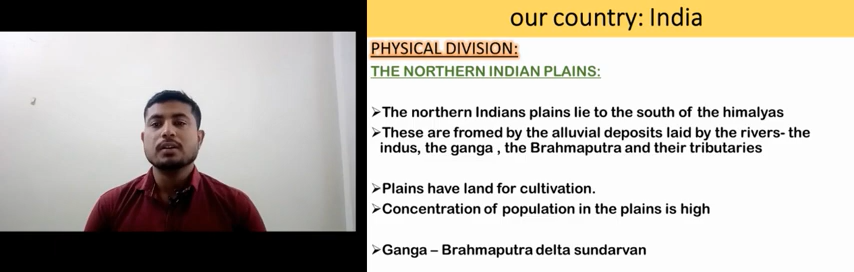 our country: India
PHYSICAL DIVISION:
THE NORTHERN INDIAN PLAINS:
➢The northern Indians plains lie to the south of the himalyas
➢These are fromed by the alluvial deposits laid by the rivers- the
indus, the ganga , the Brahmaputra and their tributaries
➢Plains have land for cultivation.
➢Concentration of population in the plains is high
➢Ganga – Brahmaputra delta sundarvan